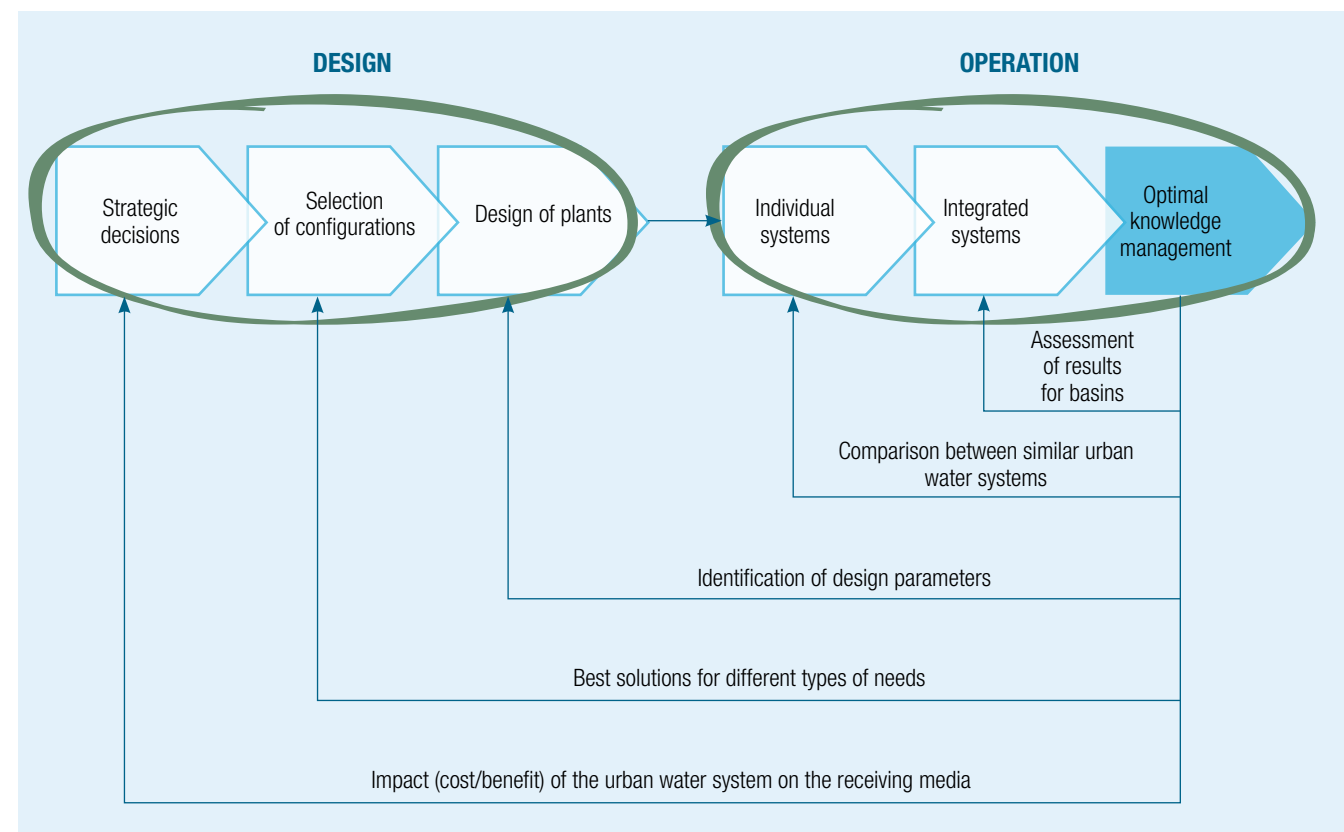 DESIGN
OPERATION
Strategic
decisions
Selection
of configurations
Design of plants
Individual
systems
Integrated
systems
Optimal
knowledge
management
Assessment
of results
for basins
Comparison between similar urban
water systems
Identification of design parameters
Best solutions for different types of needs
Impact (cost/benefit) of the urban water system on the receiving media